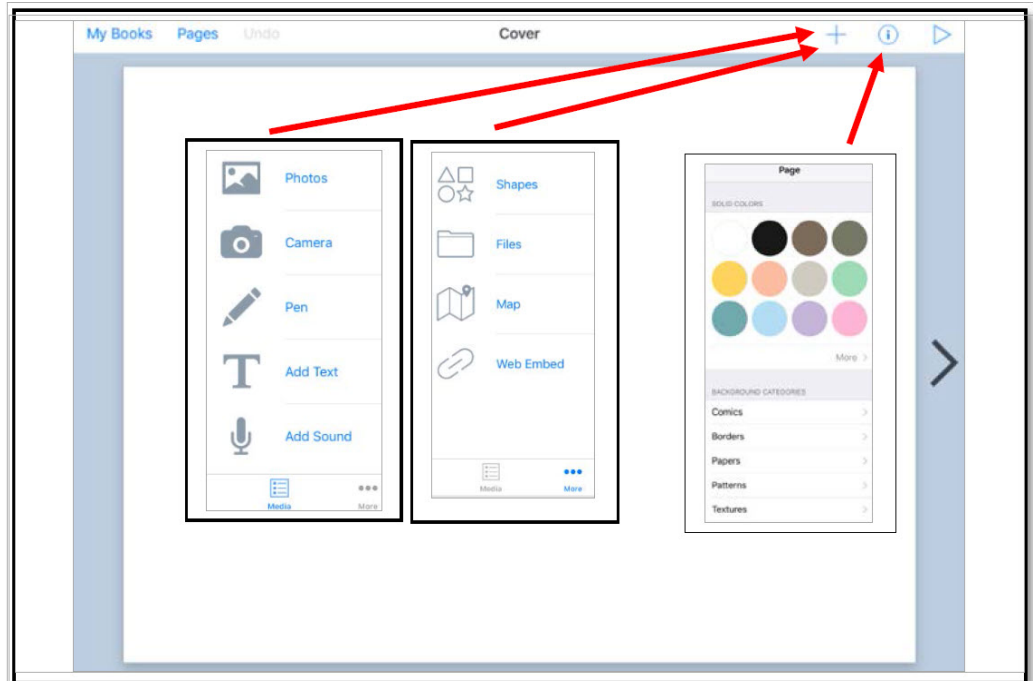 My Books Pages Undo Cover
Photos
Camera
Pen
Add Text
Add Sound
Media More
Shapes
Files
Map
Web Embed
Media More
Page
SOLID COLORS
More
BACKGROUND CATEGORIES
Comics
Borders
Papers
Patterns
Textures